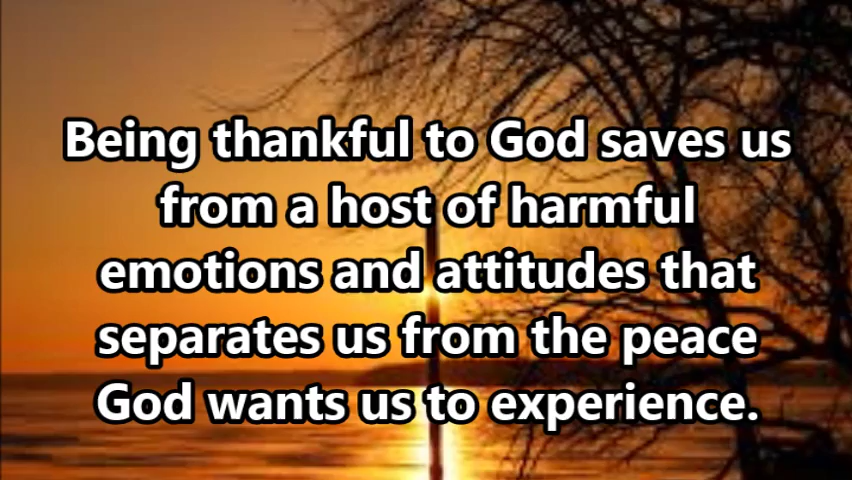 Being thankful to God saves us
from a host of harmful
emotions and attitudes that
separates us from the peace
God wants us to experience.